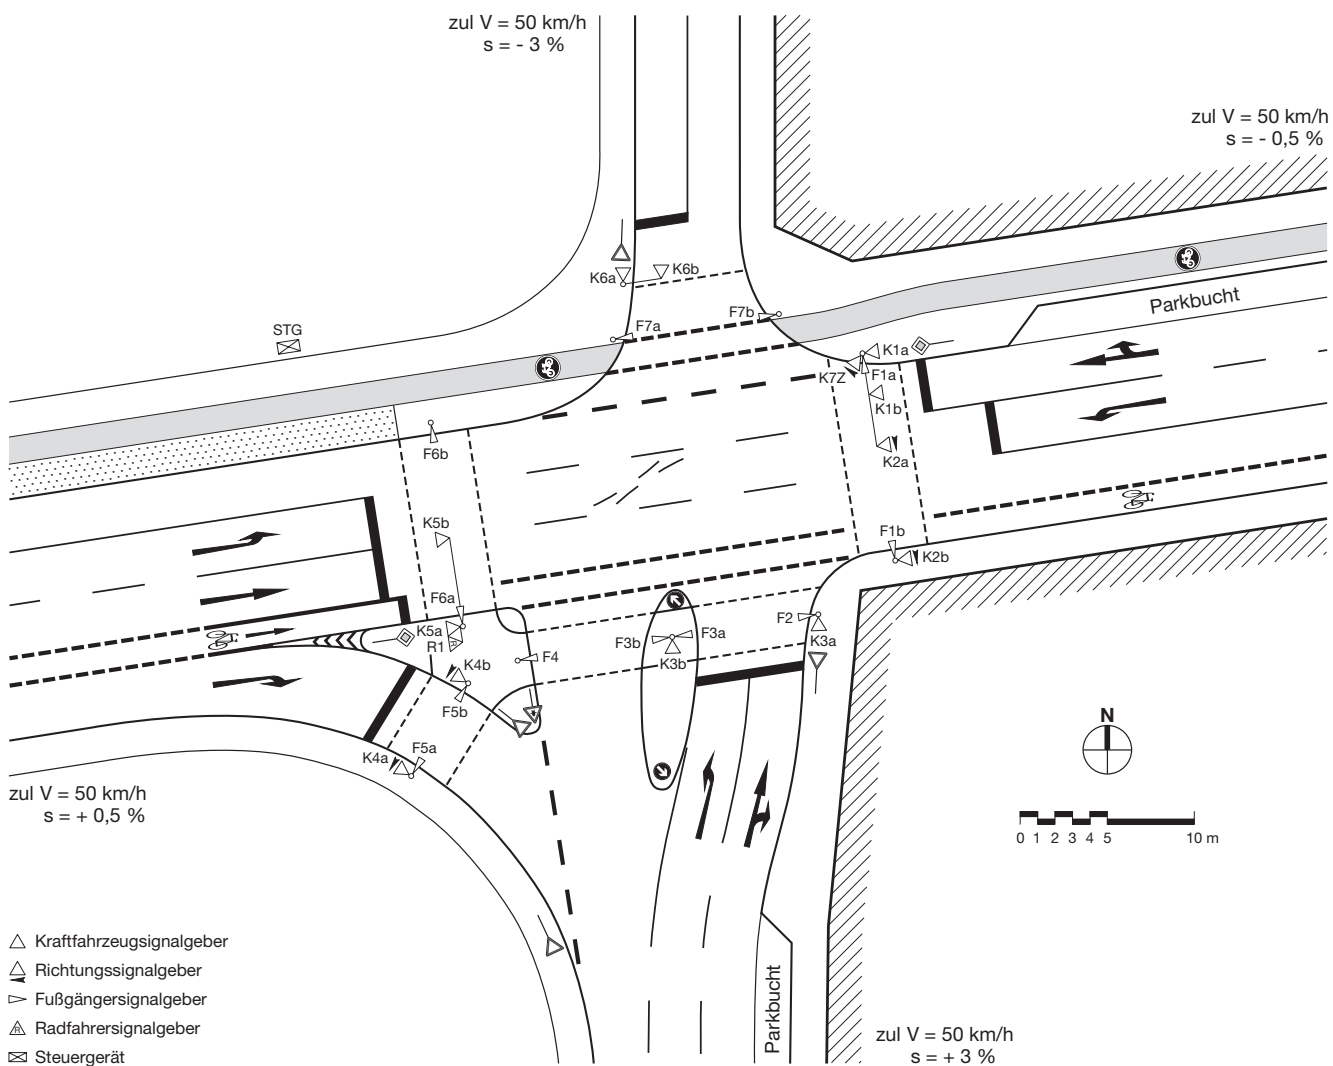 zul V = 50 km/h
s = - 3 %
zul V = 50 km/h
s = - 0,5 %
K6a
K6b
Parkbucht
STG
F7a
F7b
K1a
K7Z
F1a
K1b
F6b
K2a
K5b
F1b
K2b
F6a
K5a
R1
F2
K3a
F3b
F3a
K3b
F4
K4b
F5b
N
F5a
K4a
zul V = 50 km/h
s = + 0,5 %
0 1 2 3 4 5 10 m
Kraftfahrzeugsignalgeber
Richtungssignalgeber
Fußgängersignalgeber
R Radfahrersignalgeber
Steuergerät
Parkbucht
zul V = 50 km/h
s = + 3 %